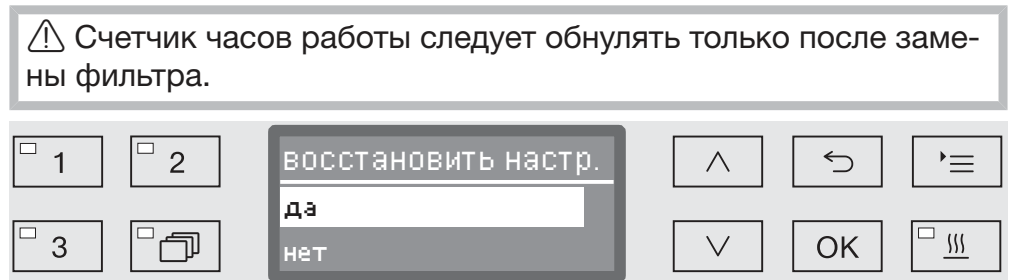 Счетчик часов работы следует обнулять только после заме-
ны фильтра.
1
2
восстановить настр.
да
3
нет
OK